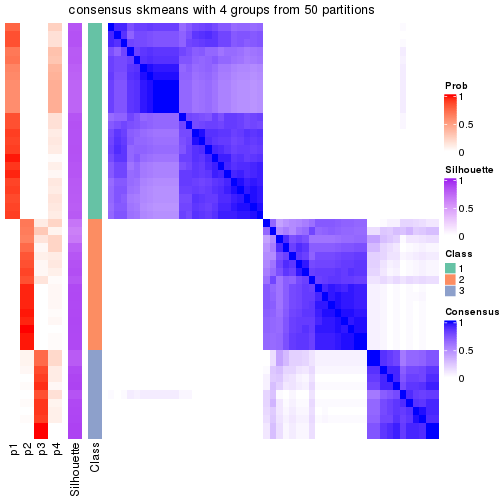 consensus skmeans with 4 groups from 50 partitions
Prob
1
0.5
0
Silhouette
1
0.5
0
Class
1
2
3
Consensus
1
0.5
0
p1
p2
p3
p4
Silhouette
Class